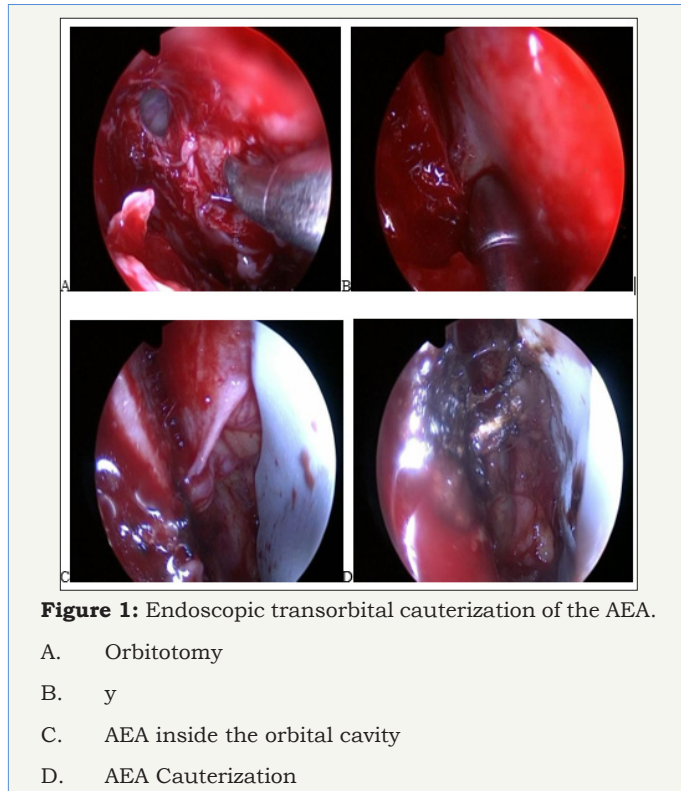 A
B
C
D
Figure 1: Endoscopic transorbital cauterization of the AEA.
A. Orbitotomy
B. y
C. AEA inside the orbital cavity
D. AEA Cauterization